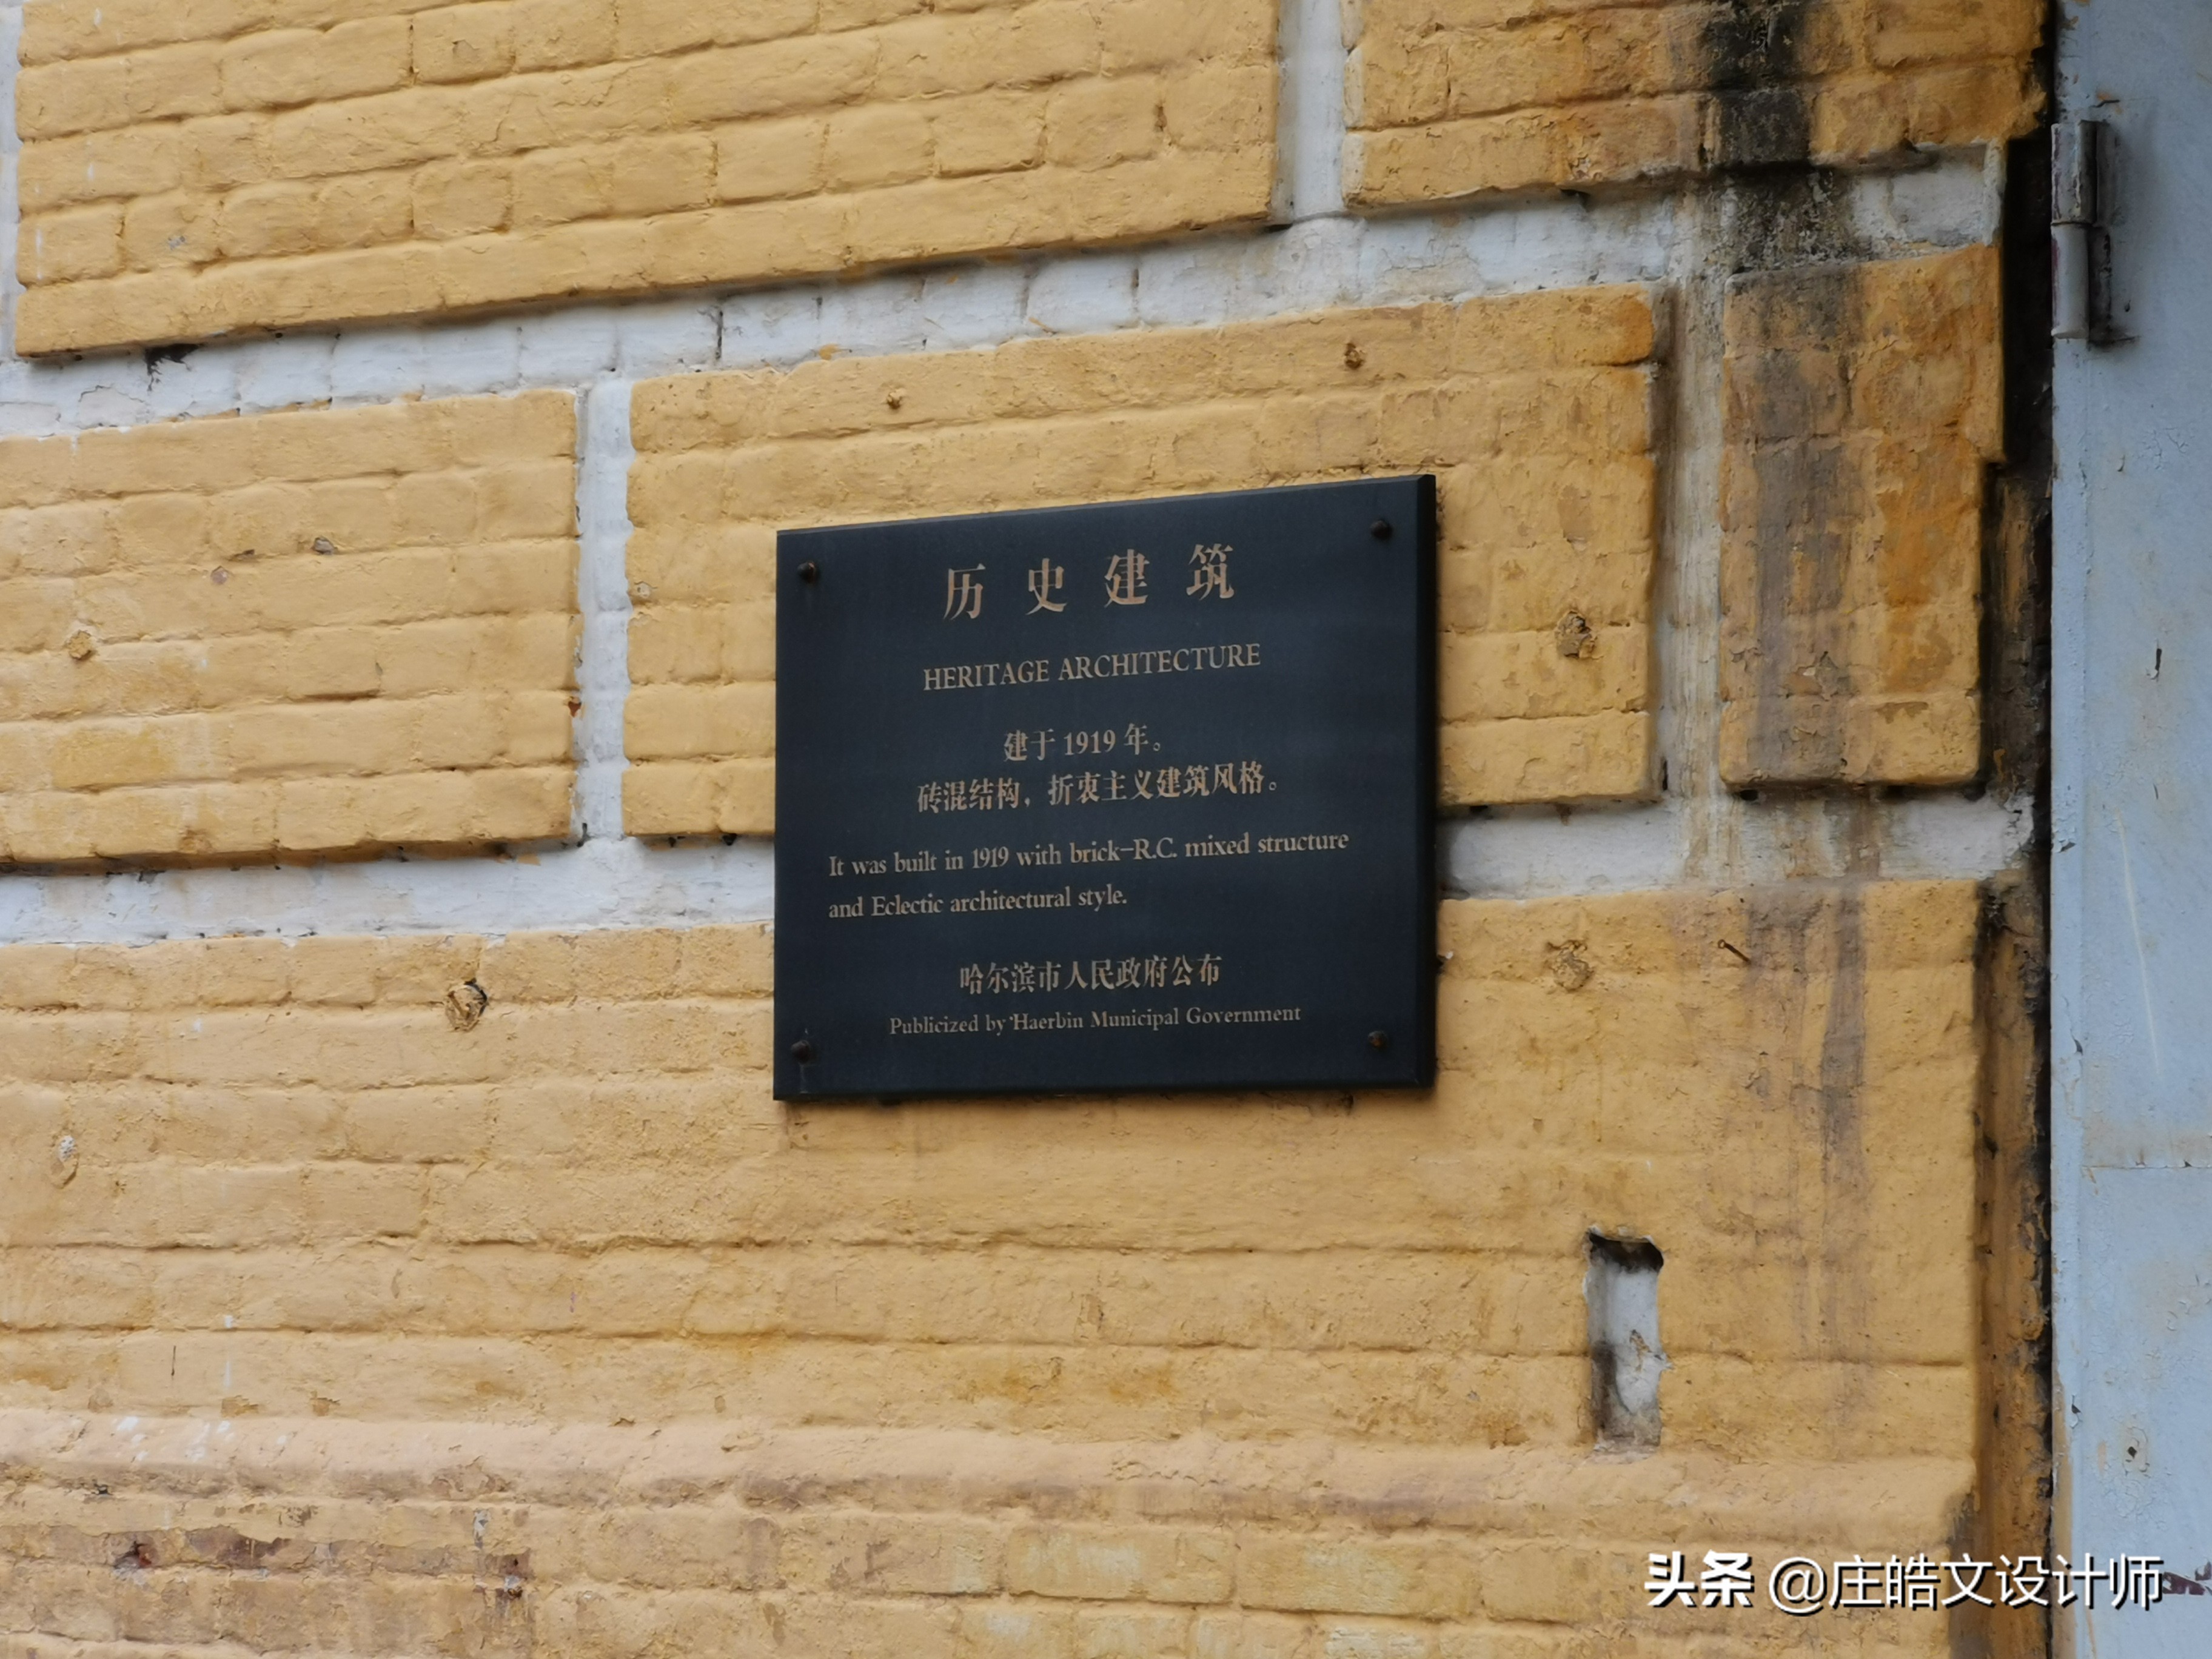 历史建筑
HERITAGE ARCHITECTURE
建于1919年。
砖混结构，折衷主义建筑风格。
It was built in 1919 with brick-R.C. mixed structure
and Eclectic architectural style.
哈尔滨市人民政府公布
Publicized by Haerbin Municipal Government
头条 @庄皓文设计师